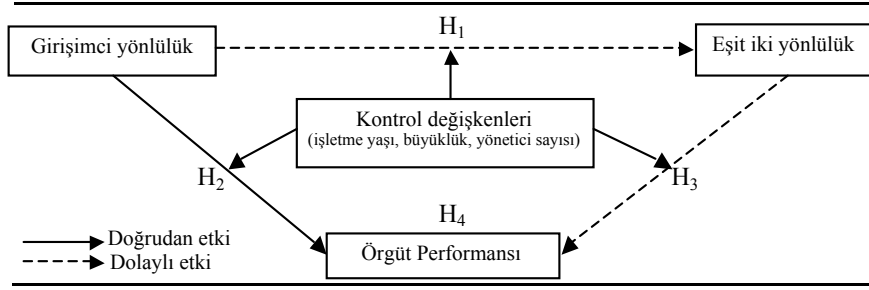 H1
Girişimci yönlülük
Eşit iki yönlülük
Kontrol değişkenleri
(işletme yaşı, büyüklük, yönetici sayısı)
H2
H3
H4
Örgüt Performansı
Doğrudan etki
Dolaylı etki